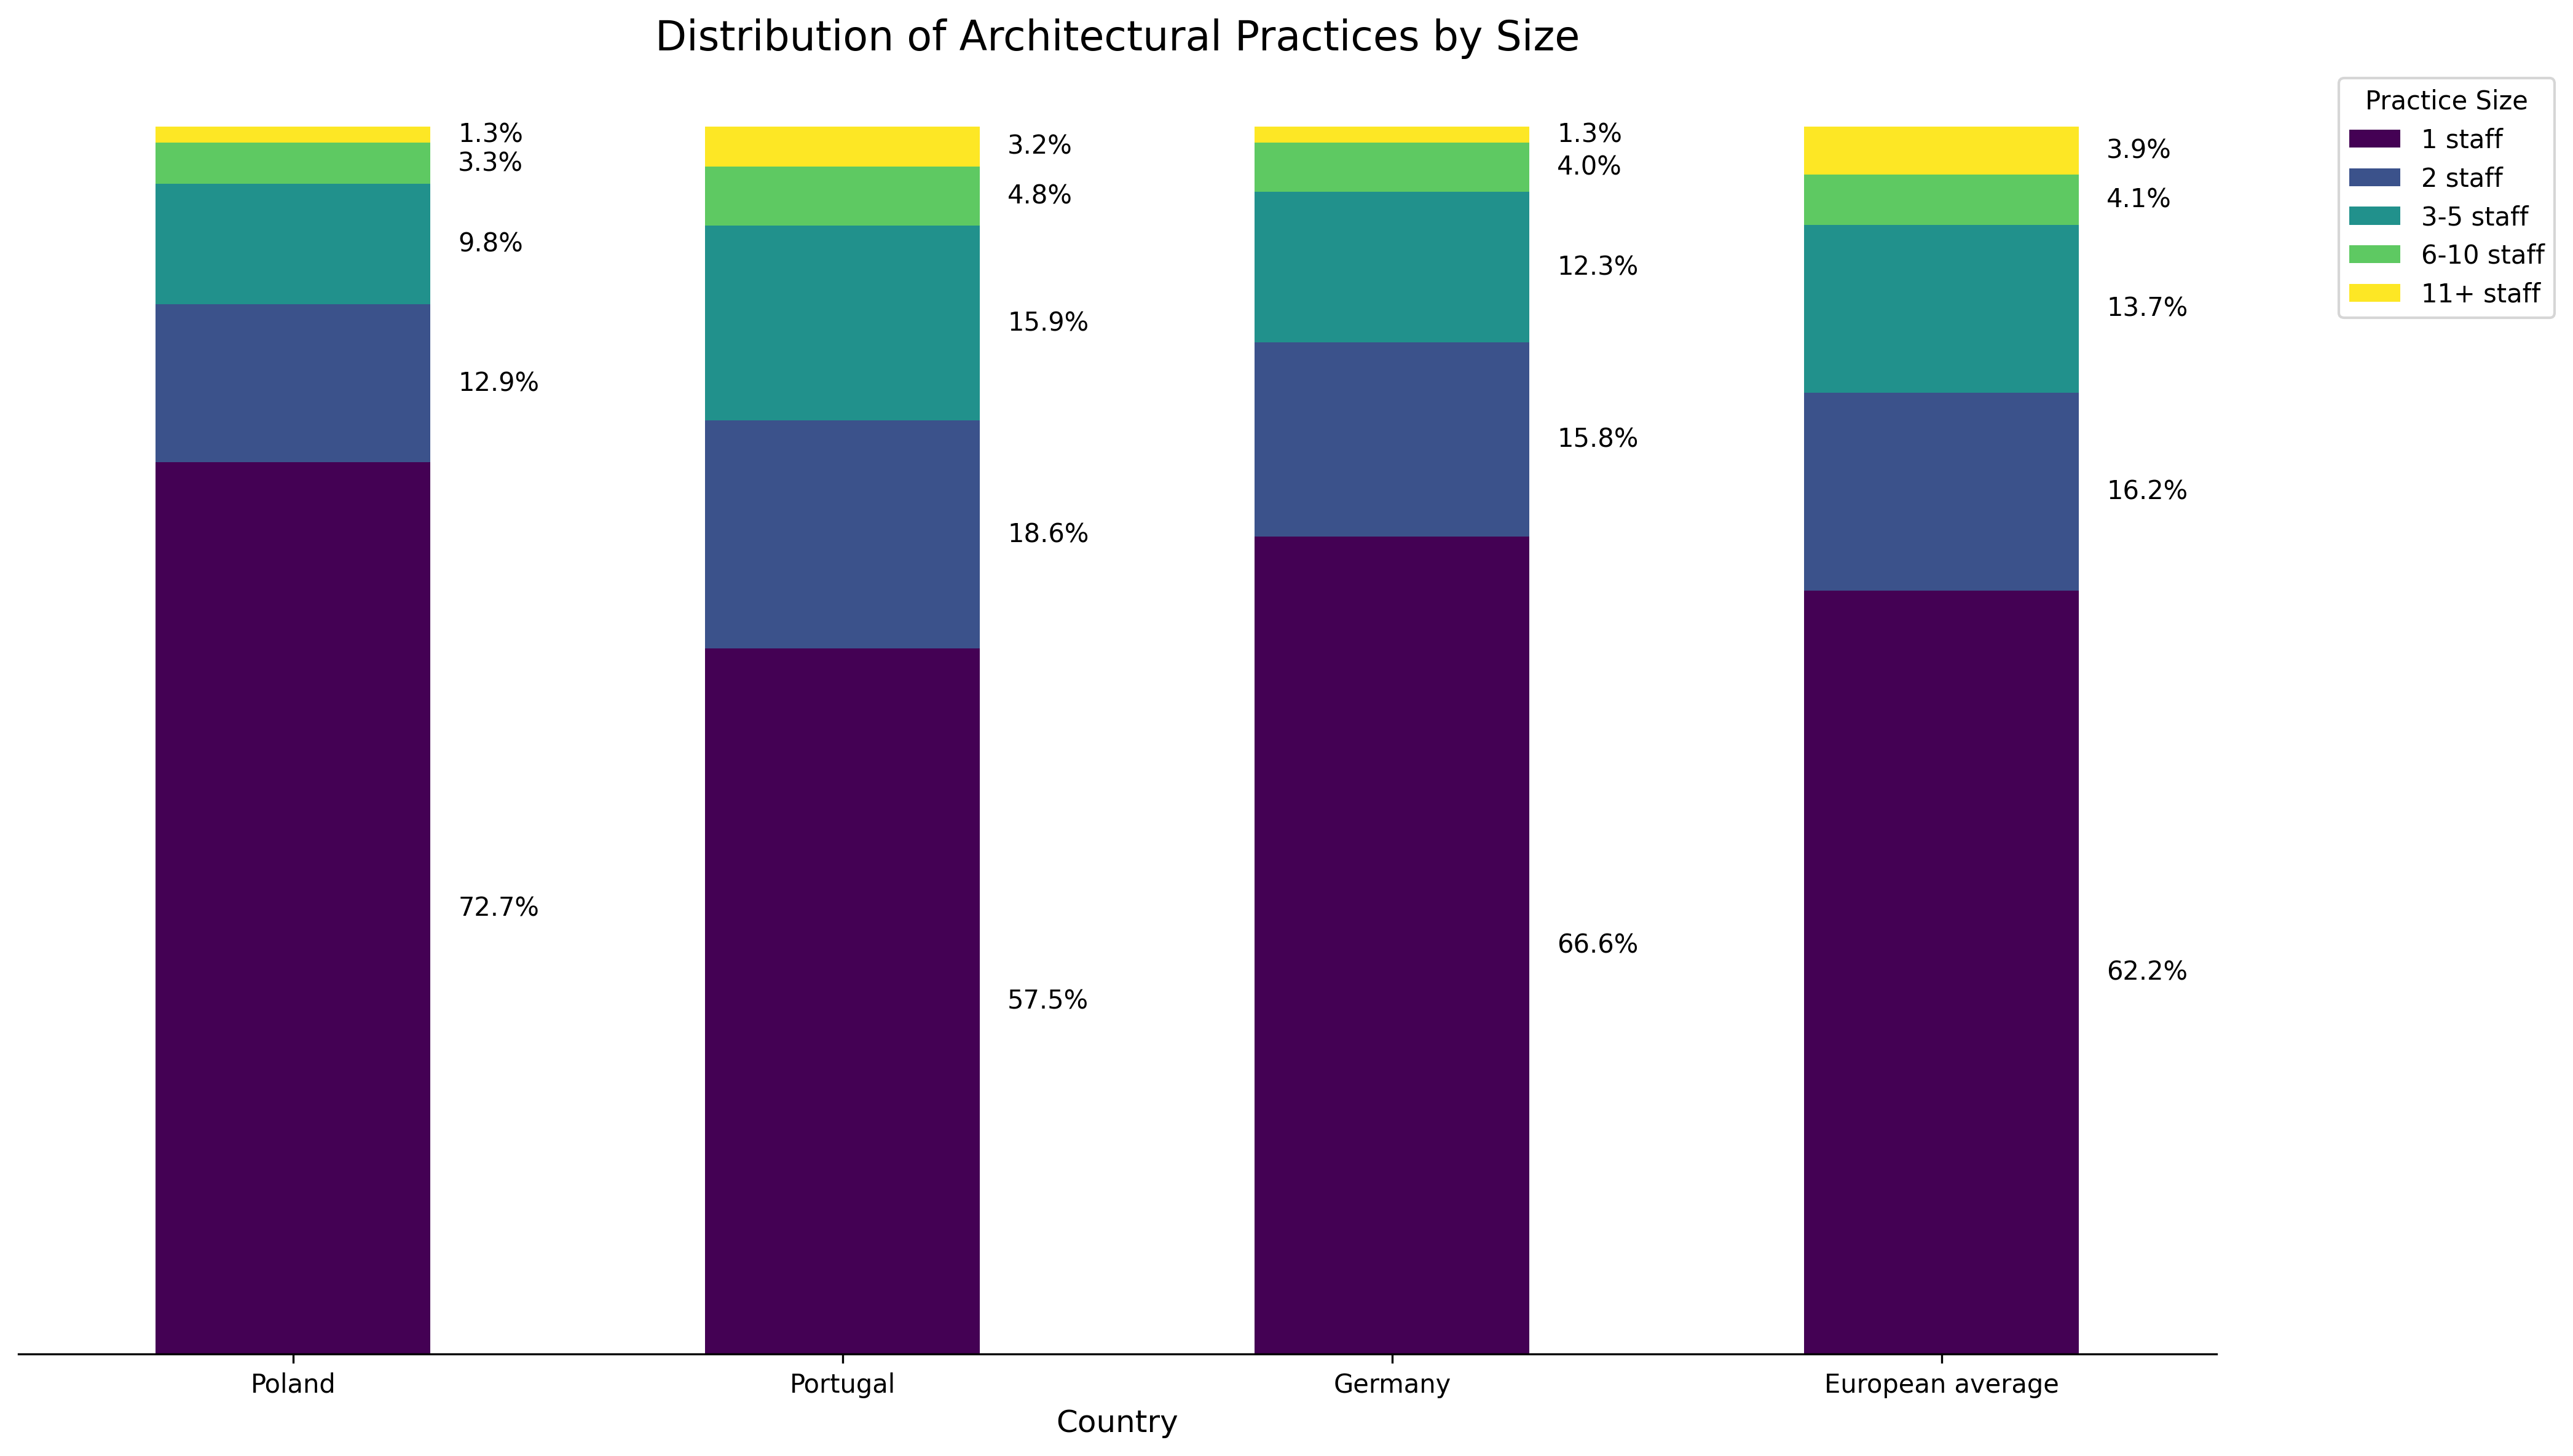 Distribution of Architectural Practices by Size
Practice Size
1 staff
2 staff
3-5 staff
6-10 staff
11+ staff
1.3%
3.3%
9.8%
12.9%
72.7%
3.2%
4.8%
15.9%
18.6%
57.5%
1.3%
4.0%
12.3%
15.8%
66.6%
3.9%
4.1%
13.7%
16.2%
62.2%
Poland
Portugal
Germany
European average
Country